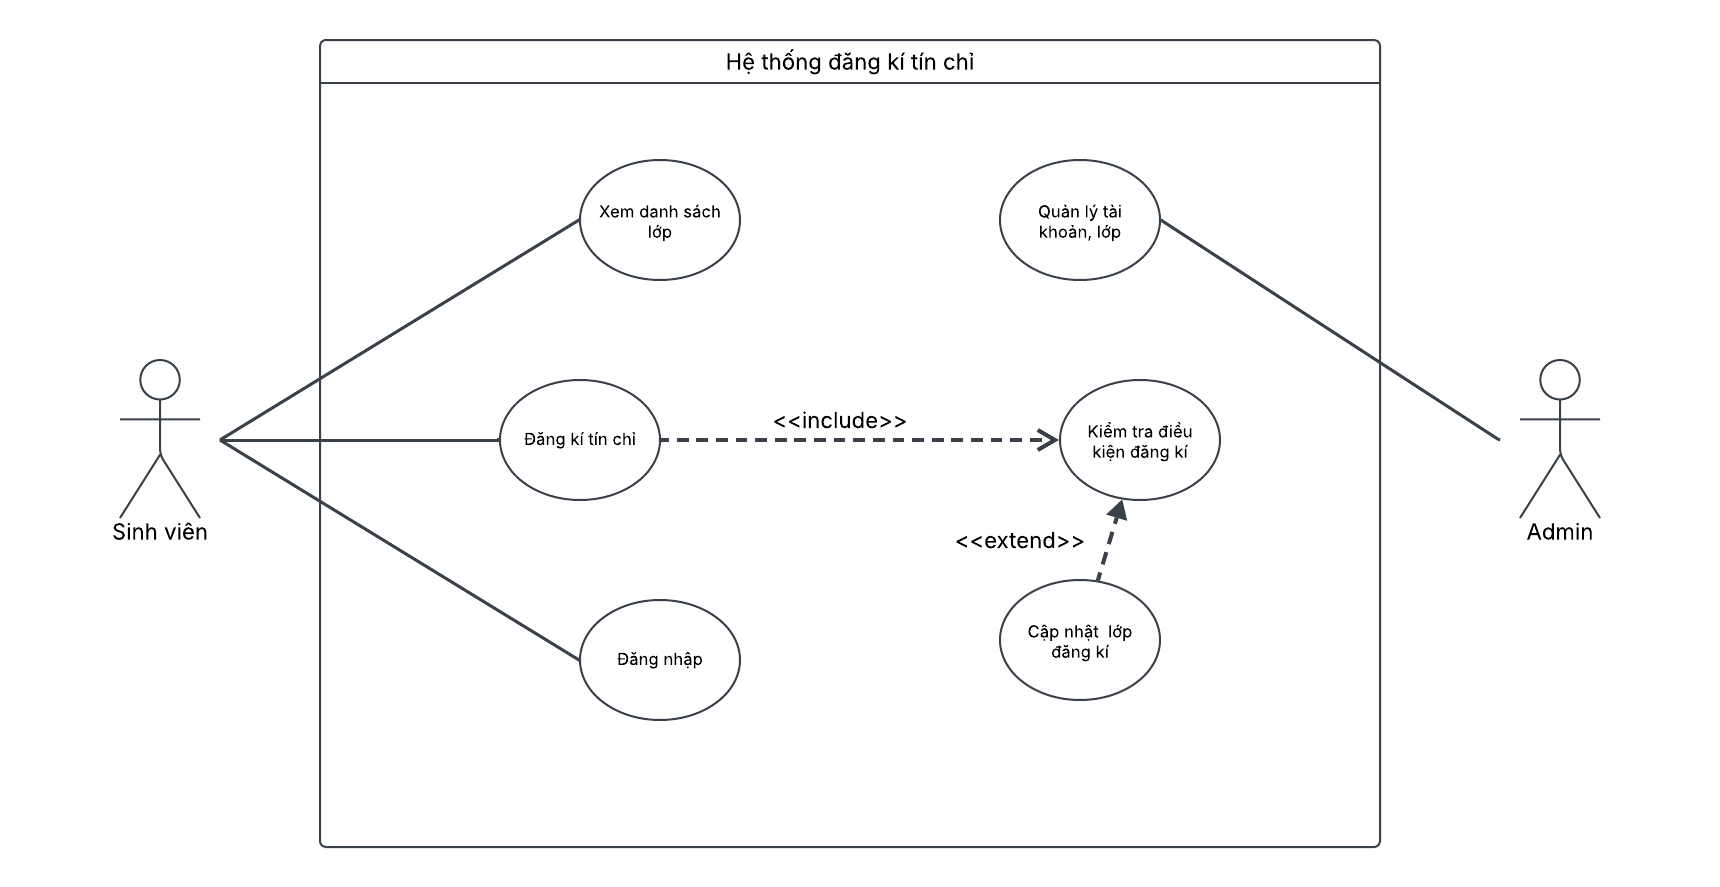 Hệ thống đăng kí tín chỉ
Xem danh sách
lớp
Quản lý tài
khoản, lớp
Đăng kí tín chỉ
<<include>>
Kiểm tra điều
kiện đăng kí
Sinh viên
Admin
<<extend>>
Cập nhật  lớp
đăng kí
Đăng nhập